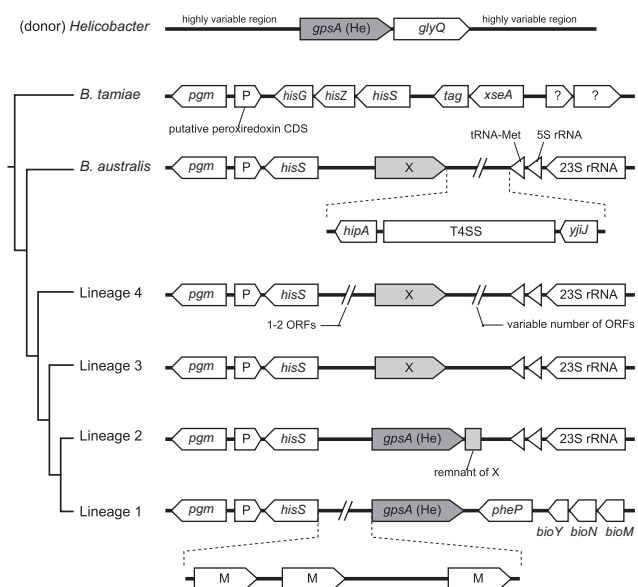 (donor) Helicobacter highly variable region gpsA (He) glyQ highly variable region
B. tamiae pgm P hisG hisZ hisS tag xseA ? ?
putative peroxiredoxin CDS
tRNA-Met 5S rRNA
B. australis pgm P hisS X 23S rRNA
hipA T4SS yjiJ
Lineage 4 pgm P hisS X 23S rRNA
1-2 ORFs variable number of ORFs
Lineage 3 pgm P hisS X 23S rRNA
Lineage 2 pgm P hisS gpsA (He) 23S rRNA
remnant of X
Lineage 1 pgm P hisS gpsA (He) pheP
bioY bioN bioM
M M M